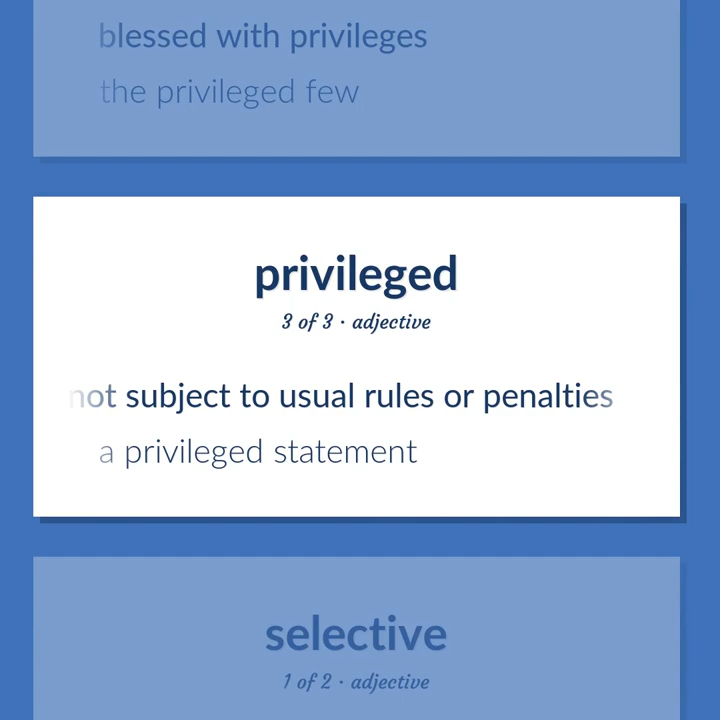 blessed with privileges
the privileged few
privileged
3 of 3 · adjective
not subject to usual rules or penalties
a privileged statement
selective
1 of 2 · adjective